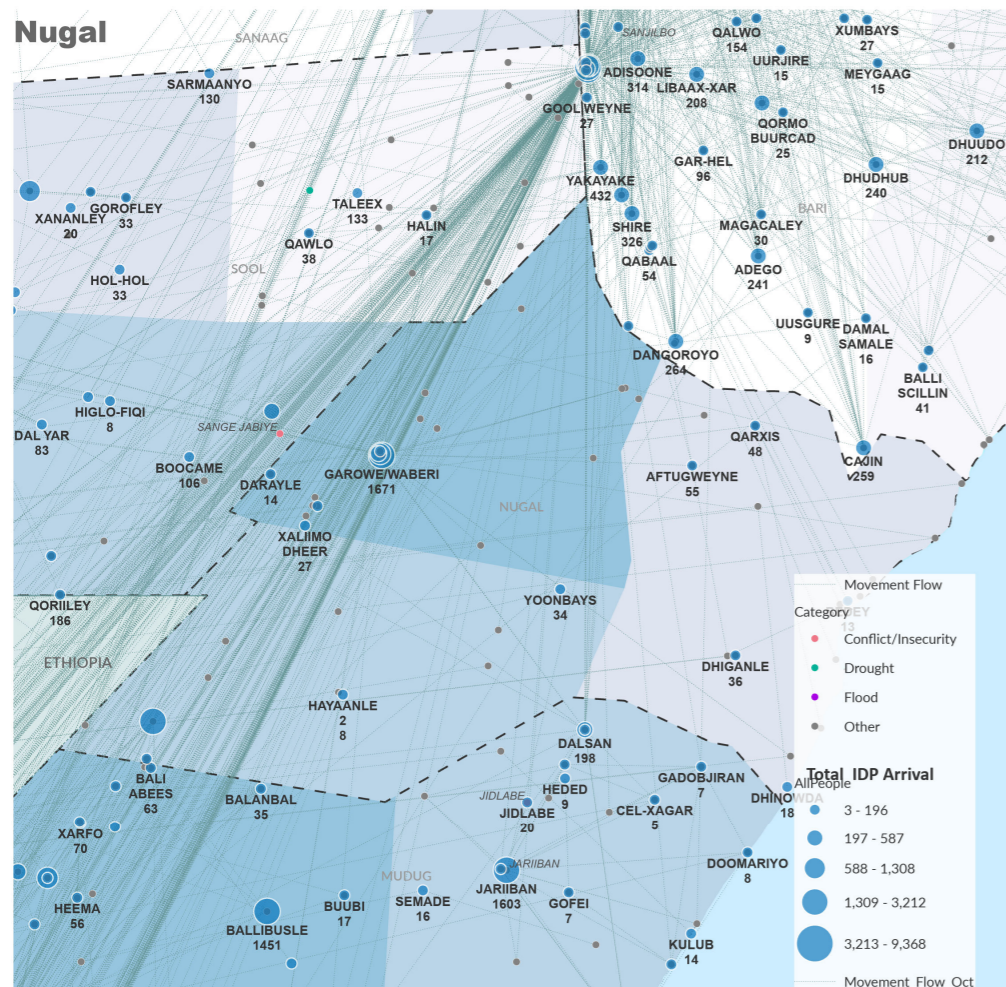 Nugal
SANAAG
SANJILBO
QALWO
154
XUMBAYS
27
UURJIRE
15
MEYGAAG
15
SARMAANYO
130
ADISOONE
314
LIBAAX-XAR
208
GOOL WEYNE
27
QORMO
BUURCAD
25
DHUUDO
212
GAR-HEL
96
DHUDHUB
240
YAKAYAKE
432
XANANLEY
20
GOROFLEY
33
TALEEX
133
HALIN
17
BARI
SHIRE
326
MAGACALEY
30
QAWLO
38
QABAAL
54
ADEGO
241
SOOL
HOL-HOL
33
UUSGURE
9
DAMAL
SAMALE
16
DANGOROYO
264
BALLI
SCILLIN
41
HIGLO-FIQI
8
DAL YAR
83
SANGE JABIYE
QARXIS
48
BOOCAME
106
DARAYLE
14
GAROWE/WABERI
1671
AFTUGWEYNE
55
CAJIN
259
NUGAL
XALIIMO
DHEER
27
QORIILEY
186
YOONBAYS
34
ETHIOPIA
DHIGANLE
36
13
HAYAANLE
2
8
DALSAN
198
BALI
ABEES
63
BALANBAL
35
HEDED
9
GADOBJIRAN
7
JIDLABE
JIDLABE
20
CEL-XAGAR
5
DHINOWDA
18
XARFO
70
DOOMARIYO
8
JARIIBAN
MUDUG
JARIIBAN
1603
HEEMA
56
BUUBI
17
SEMADE
16
GOFEI
7
BALLIBUSLE
1451
KULUB
14
Movement Flow
Category
Conflict/Insecurity
Drought
Flood
Other
Total IDP Arrival
AllPeople
3 - 196
197 - 587
588 - 1,308
1,309 - 3,212
3,213 - 9,368
Movement Flow Oct